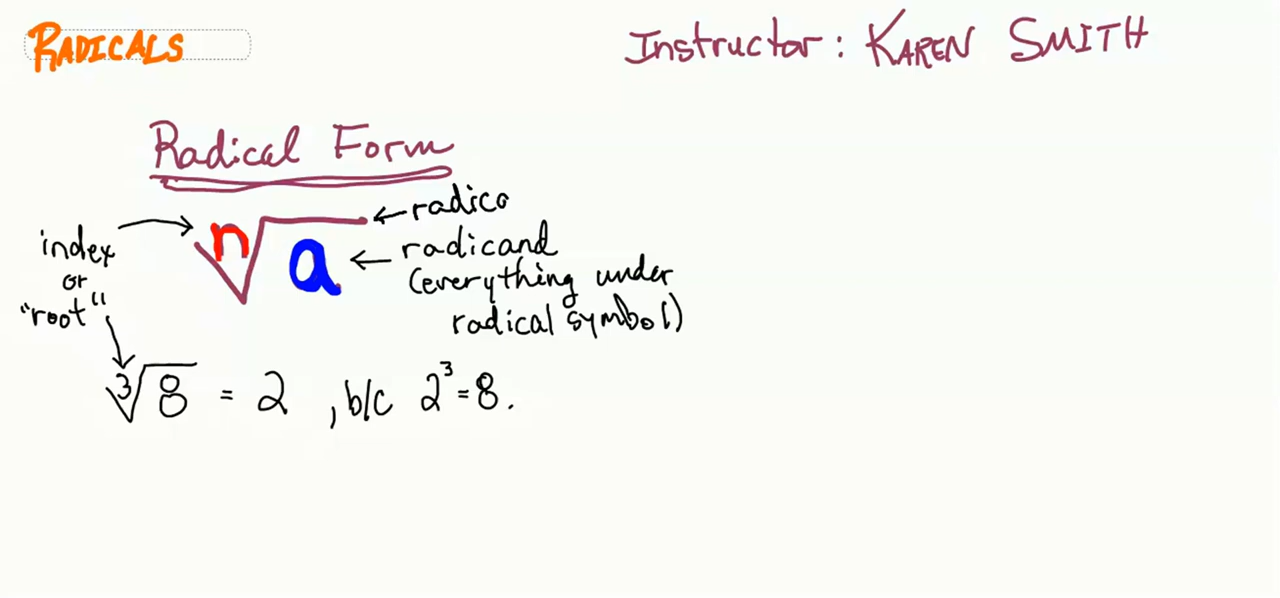 RADICALS
Instructor: KAREN SMITH
Radical Form
← radica
index
or
"root"
n√a
← radicand
(everything under
radical symbol)
∛8 = 2 , b/c 2³ = 8.